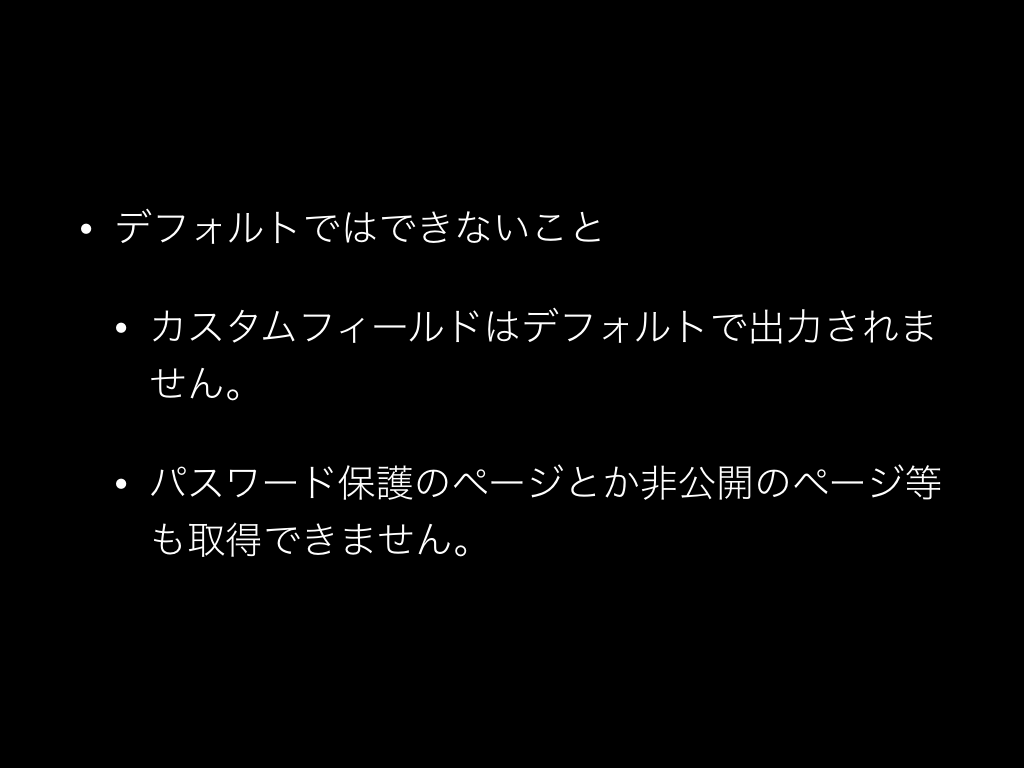 • デフォルトではできないこと
• カスタムフィールドはデフォルトで出力されま
せん。
• パスワード保護のページとか非公開のページ等
も取得できません。